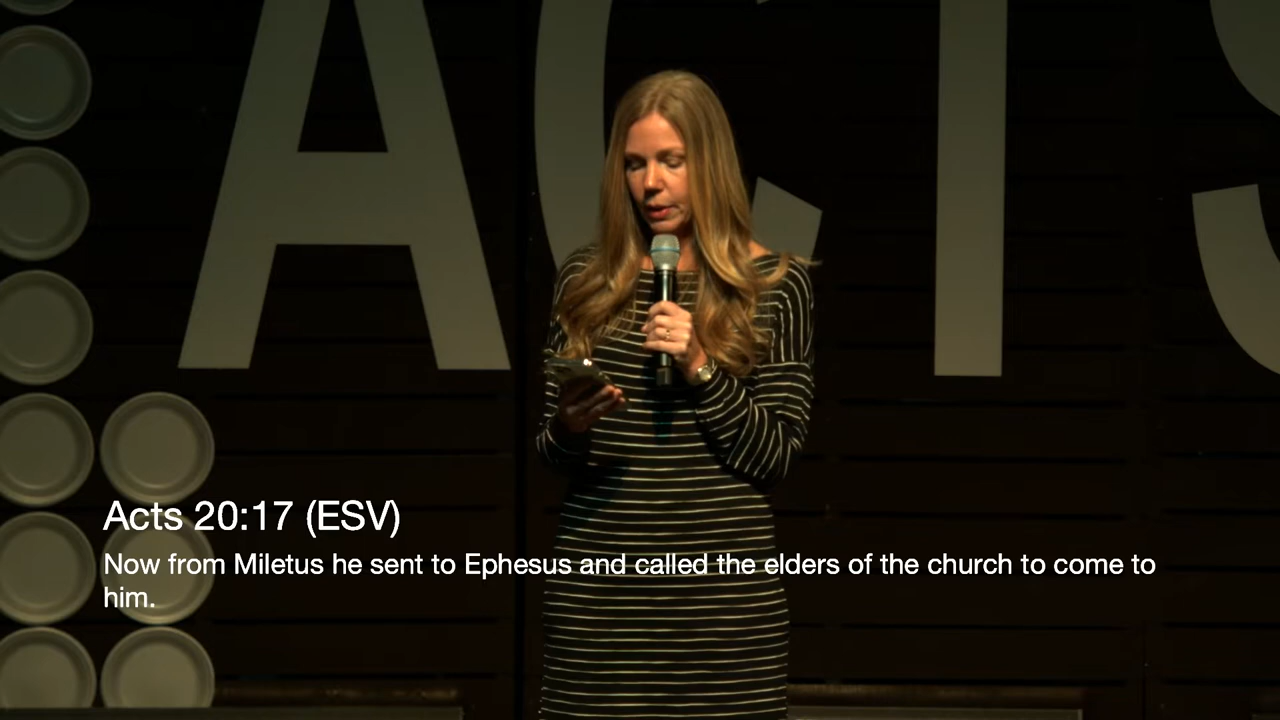 ACTS
Acts 20:17 (ESV)
Now from Miletus he sent to Ephesus and called the elders of the church to come to
him.